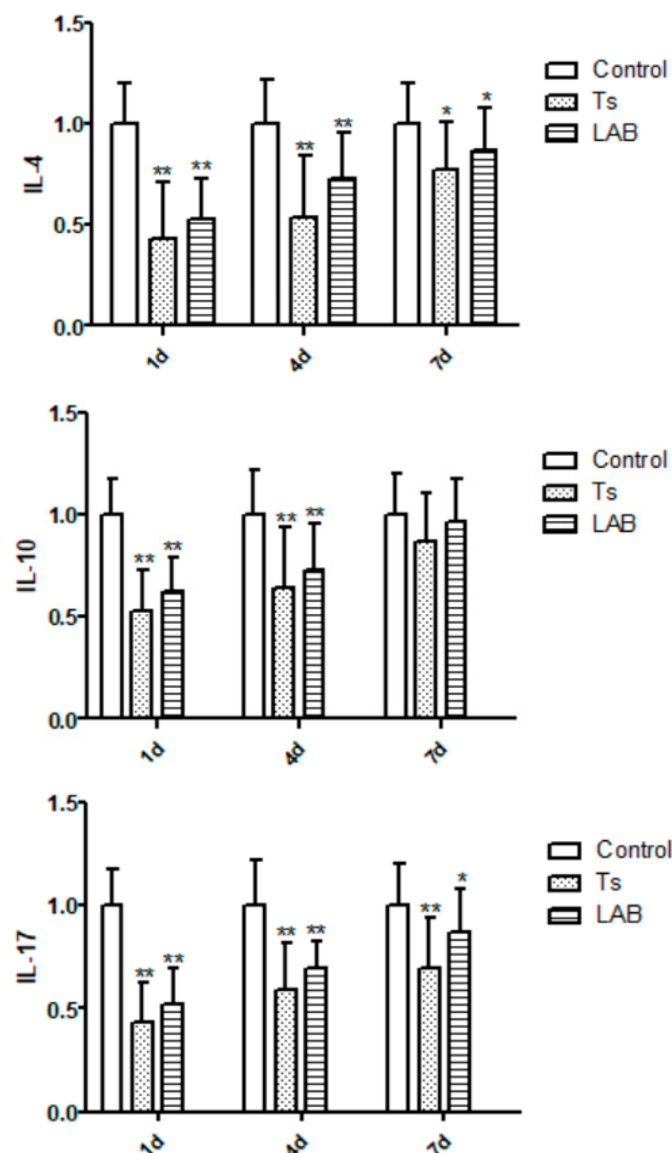 1.5
1.0
0.5
0.0
IL-4
** **
** **
* *
1d 4d 7d
Control
Ts
LAB
1.5
1.0
0.5
0.0
IL-10
** **
** **
1d 4d 7d
Control
Ts
LAB
1.5
1.0
0.5
0.0
IL-17
** **
** **
** *
1d 4d 7d
Control
Ts
LAB